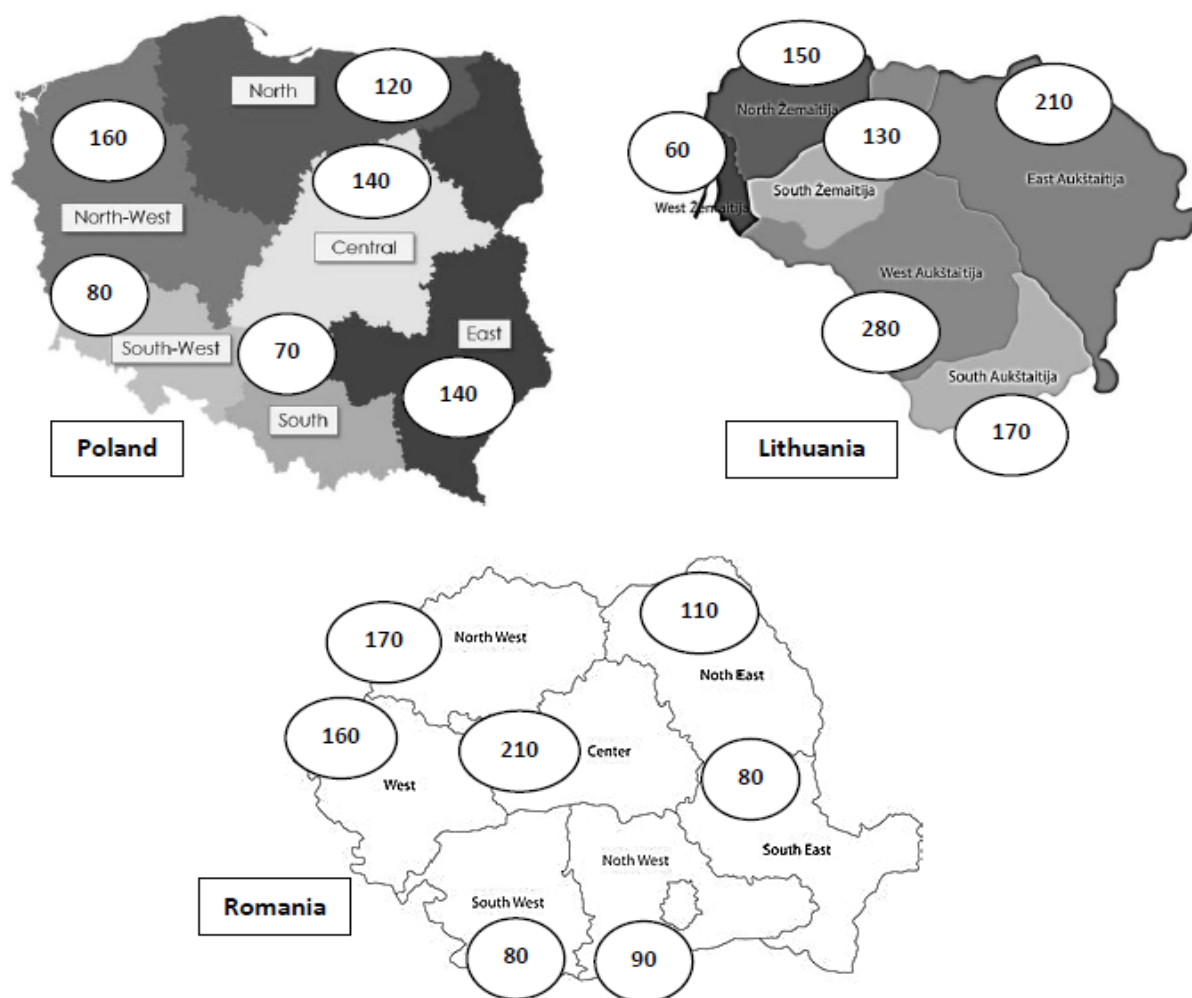 North
120
160
140
North-West
Central
80
South-West
70
East
140
South
Poland
150
210
North Žemaitija
60
130
South Žemaitija
East Aukštaitija
West Žemaitija
West Aukštaitija
280
South Aukštaitija
170
Lithuania
170
North West
110
Noth East
160
210
Center
80
West
South East
Noth West
South West
Romania
80
90